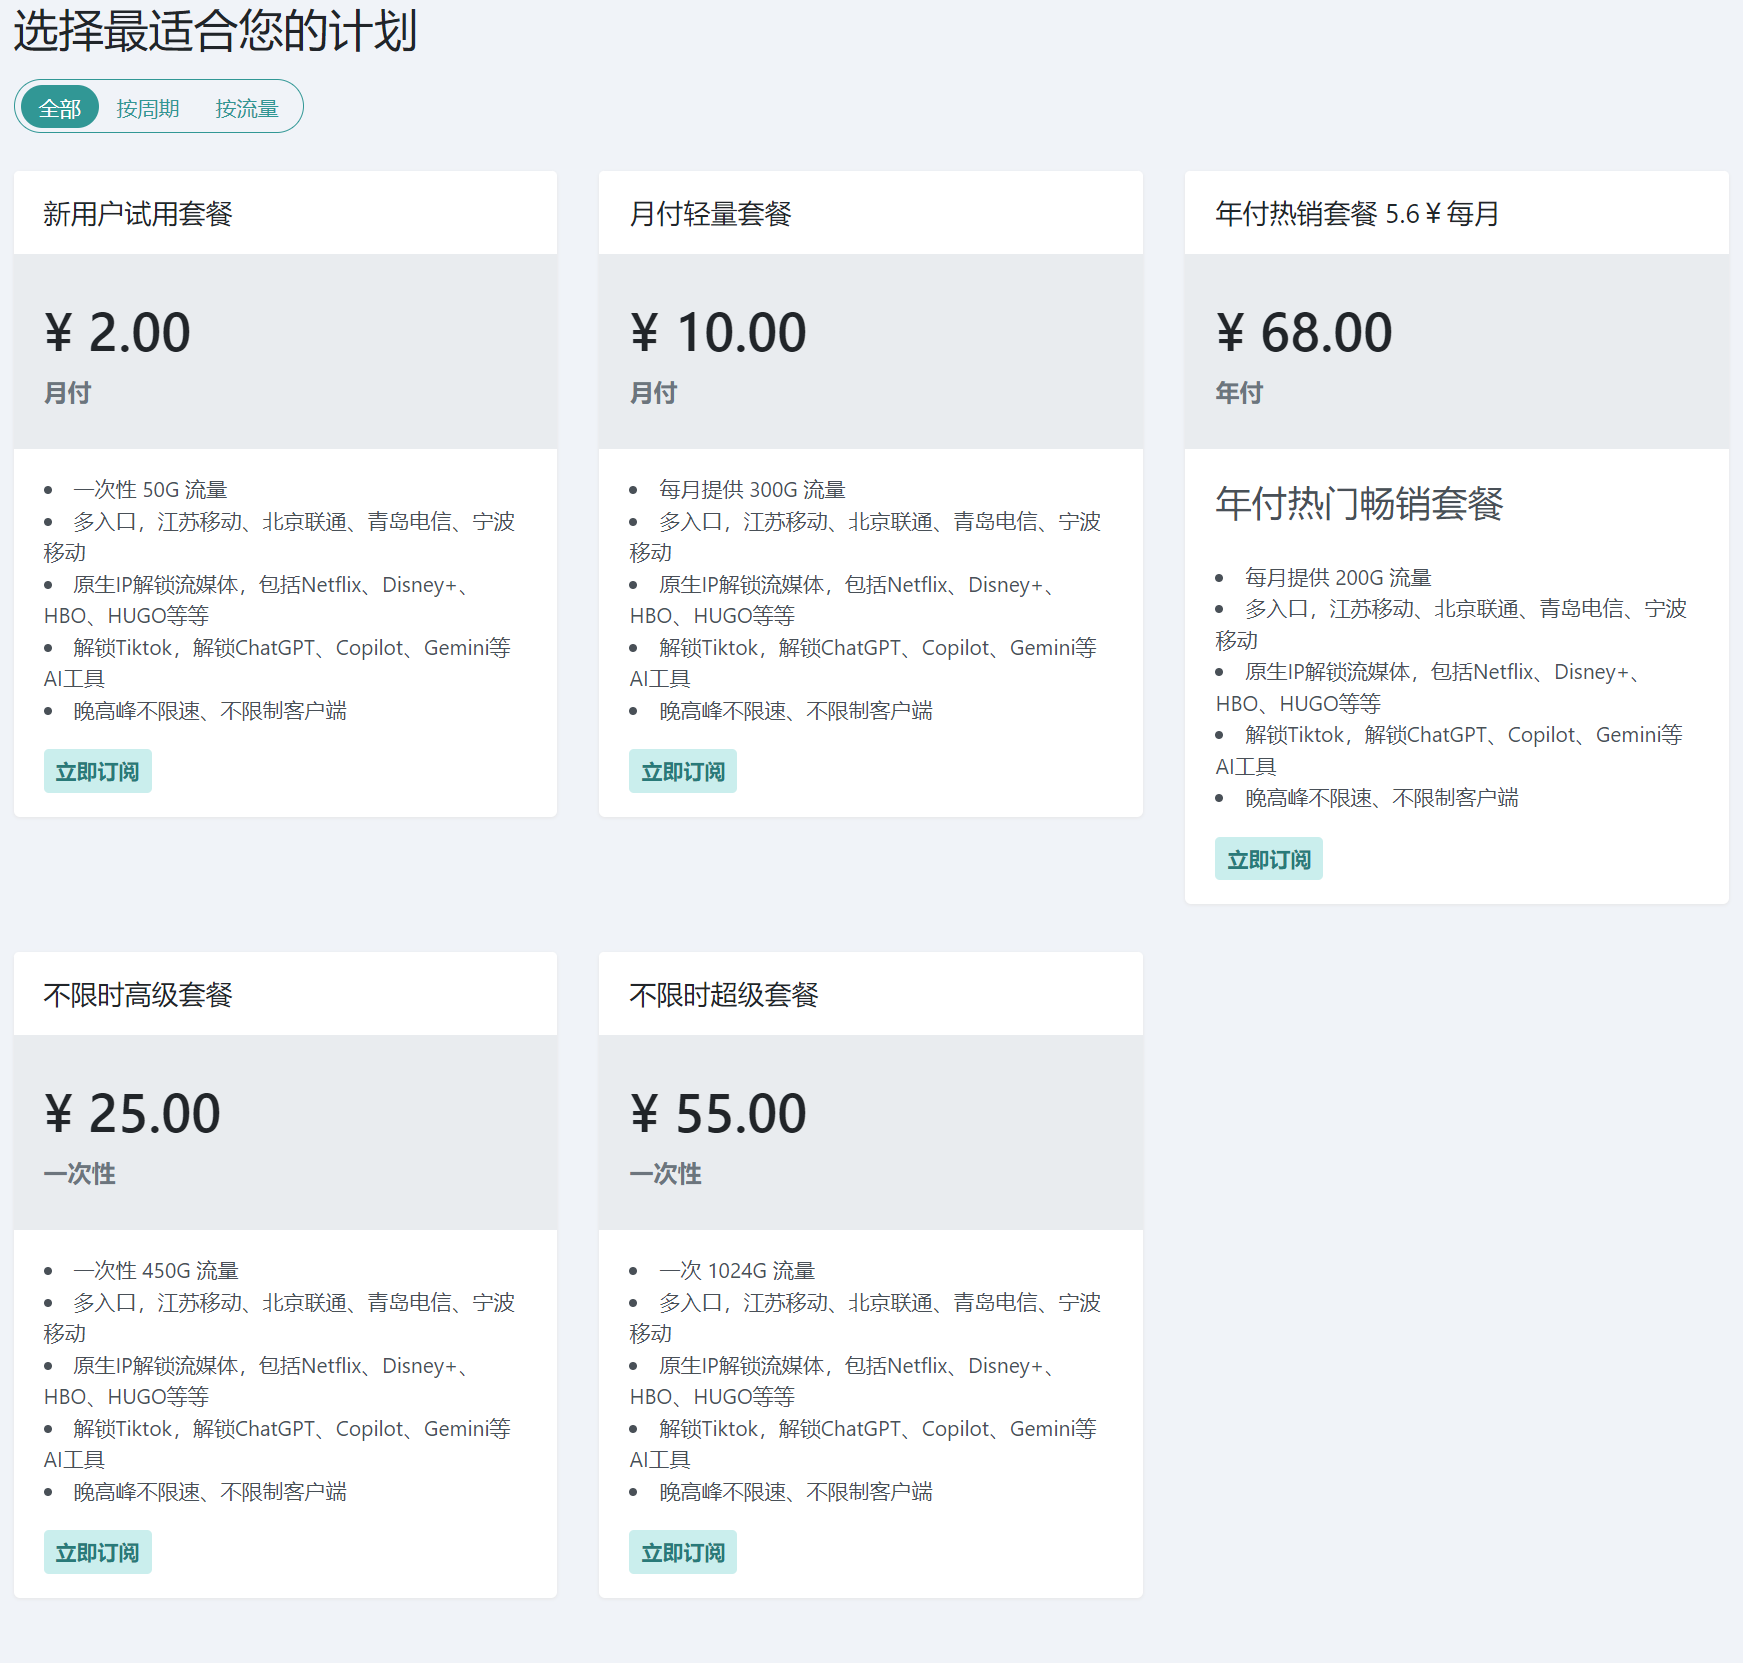 选择最适合您的计划
全部 按周期 按流量
新用户试用套餐
¥ 2.00
月付
一次性 50G 流量
多入口，江苏移动、北京联通、青岛电信、宁波
移动
原生IP解锁流媒体，包括Netflix、Disney+、
HBO、HUGO等等
解锁Tiktok，解锁ChatGPT、Copilot、Gemini等
AI工具
晚高峰不限速、不限制客户端
立即订阅
月付轻量套餐
¥ 10.00
月付
每月提供 300G 流量
多入口，江苏移动、北京联通、青岛电信、宁波
移动
原生IP解锁流媒体，包括Netflix、Disney+、
HBO、HUGO等等
解锁Tiktok，解锁ChatGPT、Copilot、Gemini等
AI工具
晚高峰不限速、不限制客户端
立即订阅
年付热销套餐 5.6￥每月
¥ 68.00
年付
年付热门畅销套餐
每月提供 200G 流量
多入口，江苏移动、北京联通、青岛电信、宁波
移动
原生IP解锁流媒体，包括Netflix、Disney+、
HBO、HUGO等等
解锁Tiktok，解锁ChatGPT、Copilot、Gemini等
AI工具
晚高峰不限速、不限制客户端
立即订阅
不限时高级套餐
¥ 25.00
一次性
一次性 450G 流量
多入口，江苏移动、北京联通、青岛电信、宁波
移动
原生IP解锁流媒体，包括Netflix、Disney+、
HBO、HUGO等等
解锁Tiktok，解锁ChatGPT、Copilot、Gemini等
AI工具
晚高峰不限速、不限制客户端
立即订阅
不限时超级套餐
¥ 55.00
一次性
一次 1024G 流量
多入口，江苏移动、北京联通、青岛电信、宁波
移动
原生IP解锁流媒体，包括Netflix、Disney+、
HBO、HUGO等等
解锁Tiktok，解锁ChatGPT、Copilot、Gemini等
AI工具
晚高峰不限速、不限制客户端
立即订阅